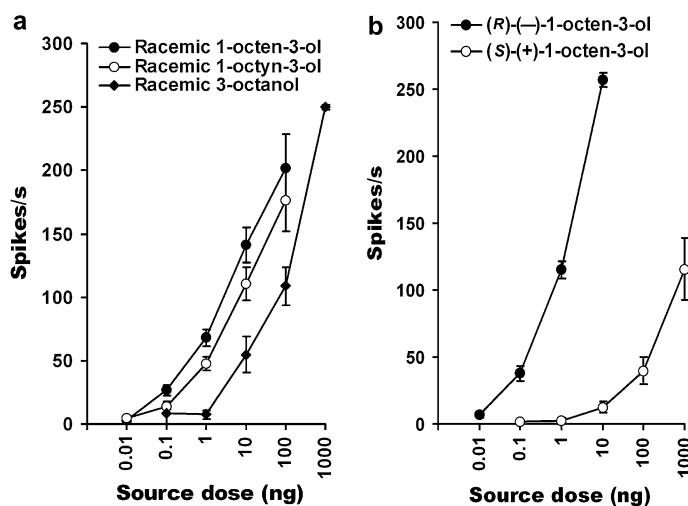 a
Racemic 1-octen-3-ol
Racemic 1-octyn-3-ol
Racemic 3-octanol
300
250
200
150
100
50
0
Spikes/s
0.01
0.1
1
10
100
1000
Source dose (ng)
b
(R)-(—)-1-octen-3-ol
(S)-(+)-1-octen-3-ol
300
250
200
150
100
50
0
Spikes/s
0.01
0.1
1
10
100
1000
Source dose (ng)